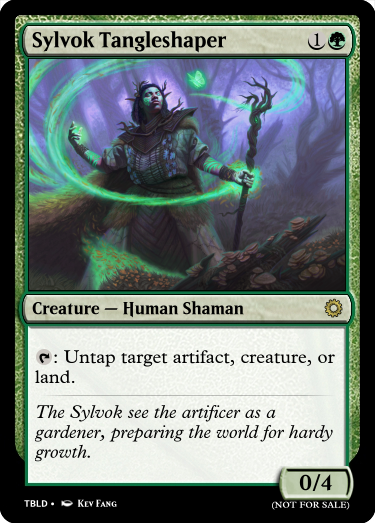 Sylvok Tangleshaper 1
Creature — Human Shaman
: Untap target artifact, creature, or
land.
The Sylvok see the artificer as a
gardener, preparing the world for hardy
growth.
0/4
TBLD • Kev Fang
(NOT FOR SALE)